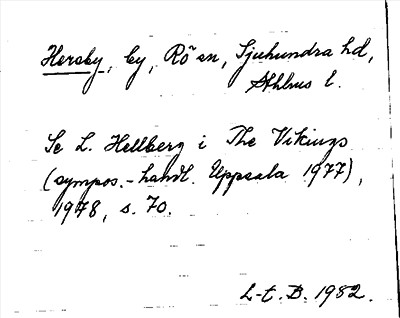 Hersby, by, Rö sn, Sjuhundra hd,
Sthlms l.
Se L. Hellberg i The Vikings
(sympos.-handl. Uppsala 1977),
1978, s. 70.
L-t. B. 1982.